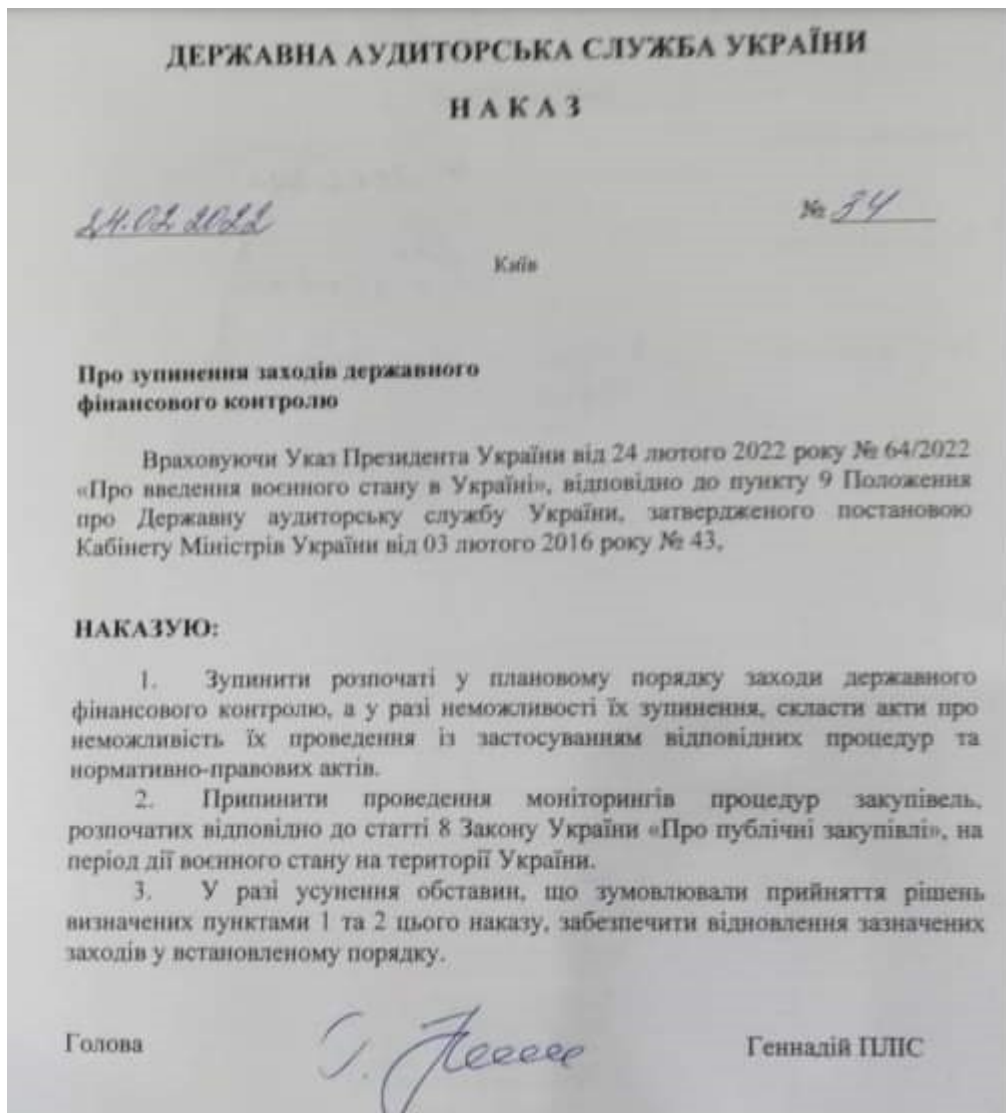 ДЕРЖАВНА АУДИТОРСЬКА СЛУЖБА УКРАЇНИ
Н А К А З
24.02 2022
№ 34
Київ
Про зупинення заходів державного
фінансового контролю
Враховуючи Указ Президента України від 24 лютого 2022 року № 64/2022
«Про введення воєнного стану в Україні», відповідно до пункту 9 Положення
про Державну аудиторську службу України, затвердженого постановою
Кабінету Міністрів України від 03 лютого 2016 року № 43,
НАКАЗУЮ:
1. Зупинити розпочаті у плановому порядку заходи державного
фінансового контролю, а у разі неможливості їх зупинення, скласти акти про
неможливість їх проведення із застосуванням відповідних процедур та
нормативно-правових актів.
2. Припинити проведення моніторингів процедур закупівель,
розпочатих відповідно до статті 8 Закону України «Про публічні закупівлі», на
період дії воєнного стану на території України.
3. У разі усунення обставин, що зумовлювали прийняття рішень
визначених пунктами 1 та 2 цього наказу, забезпечити відновлення зазначених
заходів у встановленому порядку.
Голова
Геннадій ПЛІС